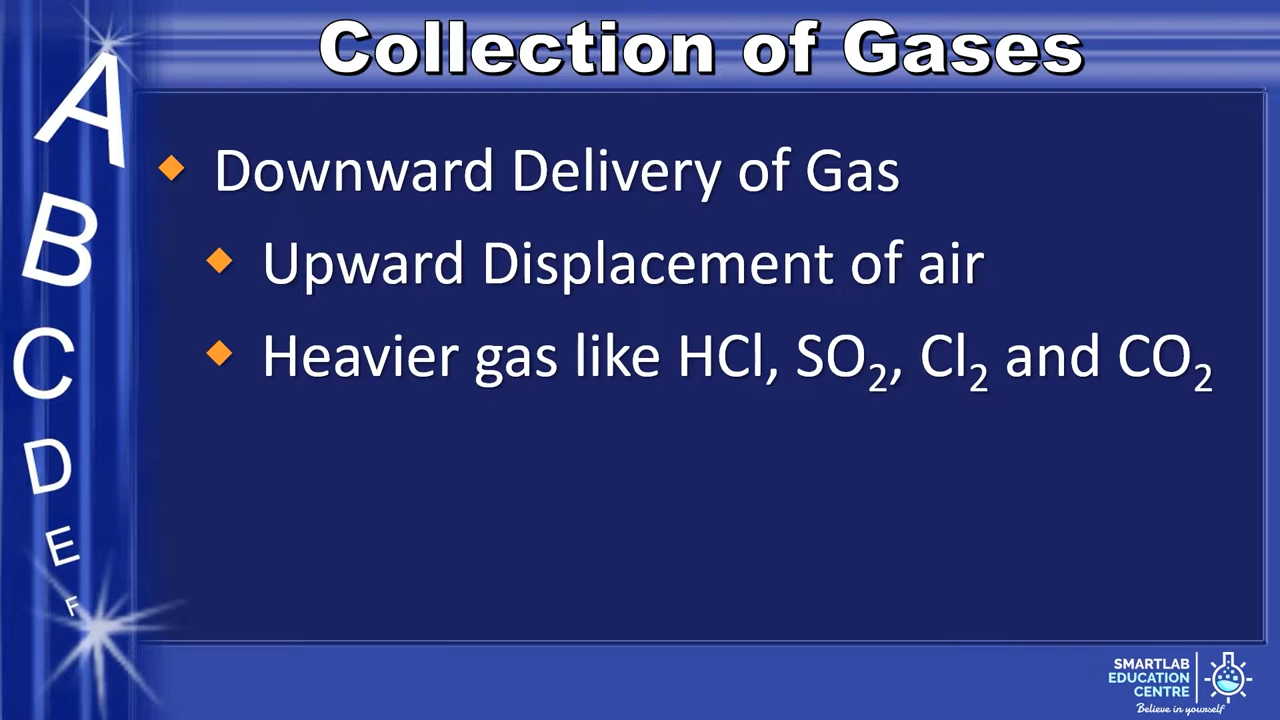 Collection of Gases
A
B
C
D
E
F
Downward Delivery of Gas
Upward Displacement of air
Heavier gas like HCl, SO₂, Cl₂ and CO₂
SMARTLAB
EDUCATION
CENTRE
Believe in yourself